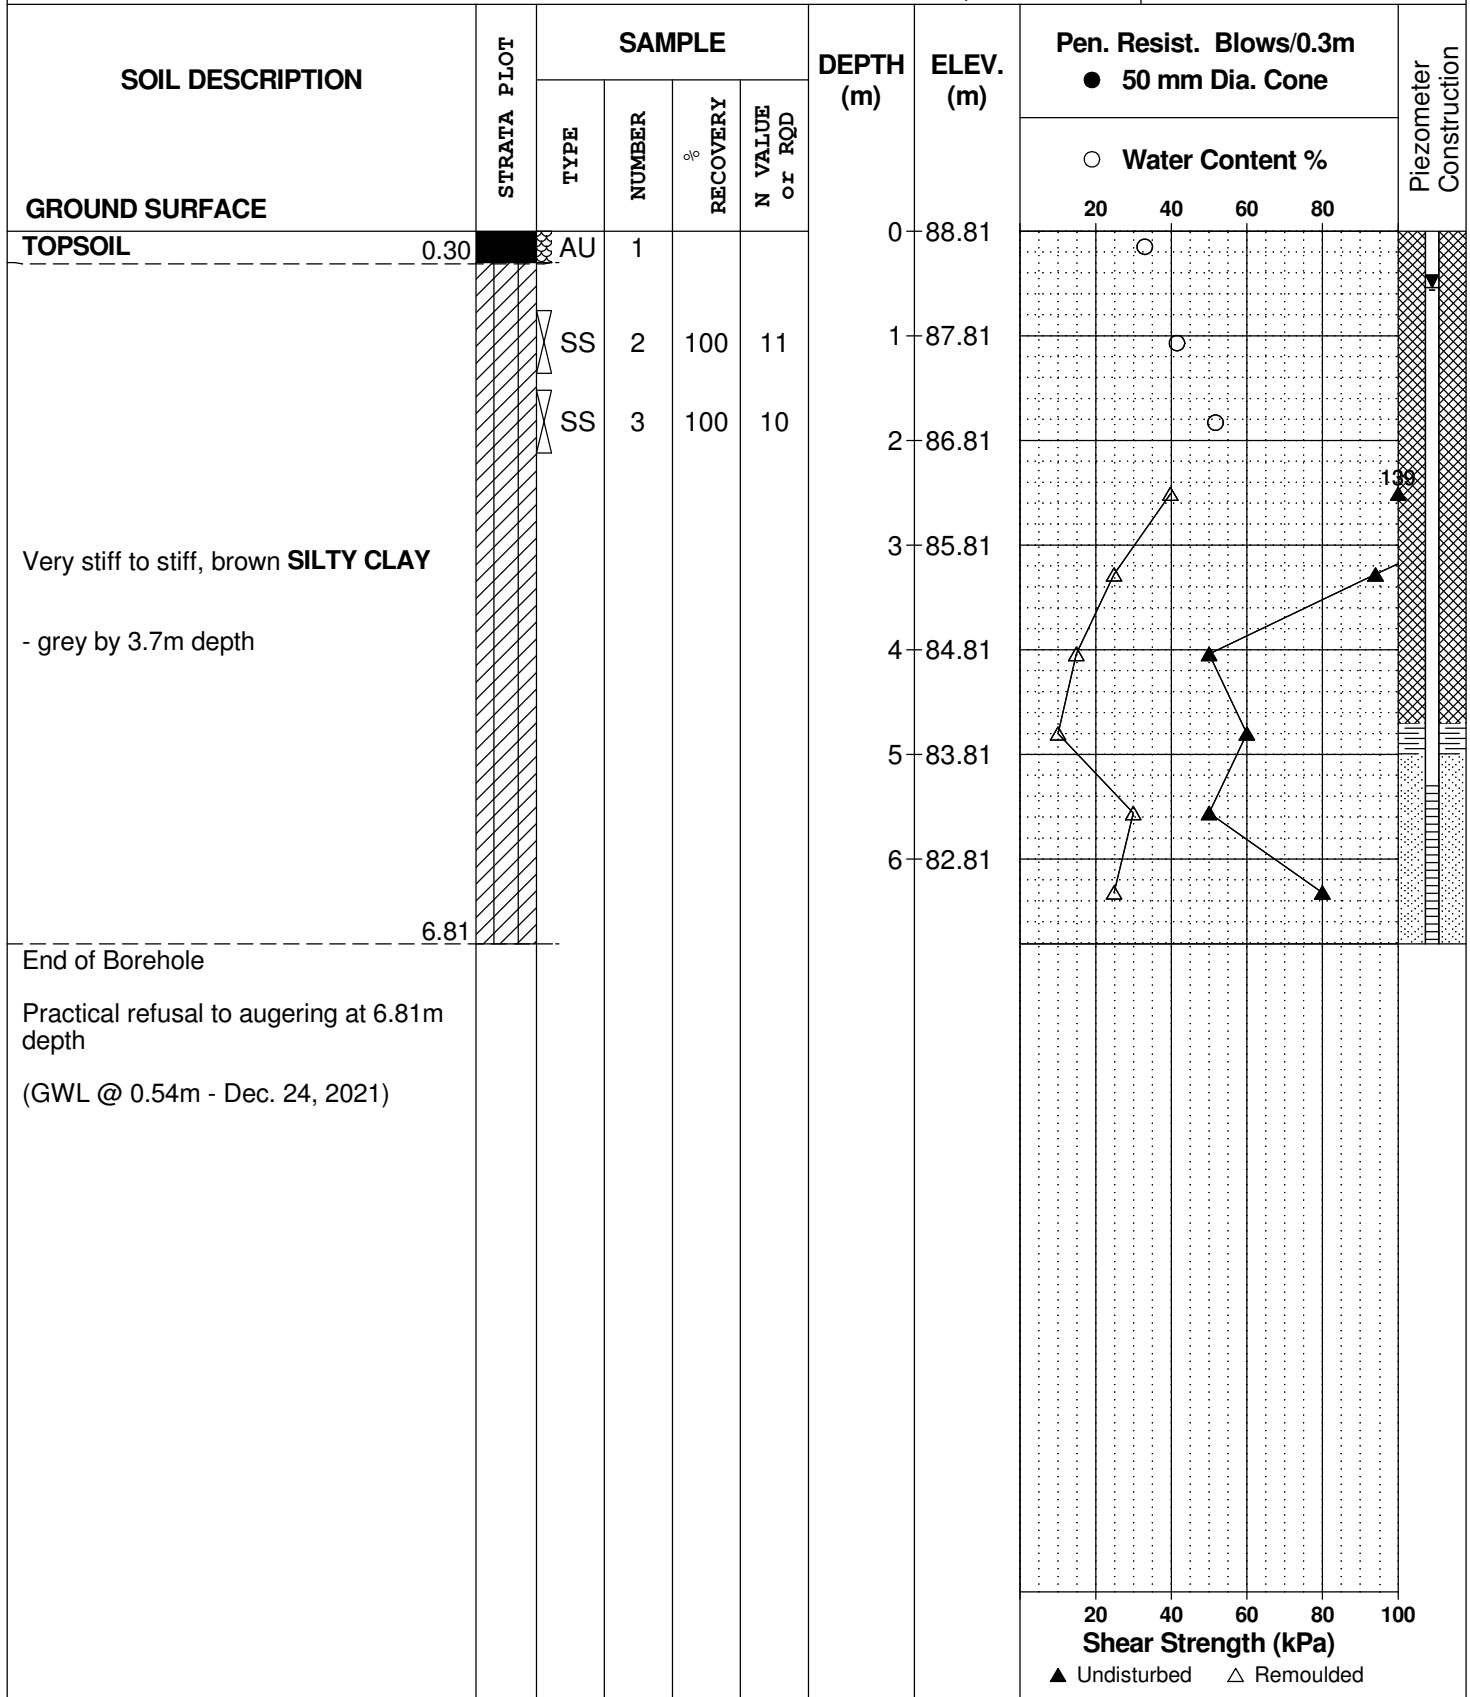 SOIL DESCRIPTION
GROUND SURFACE
STRATA PLOT
SAMPLE
TYPE
NUMBER
%
RECOVERY
N VALUE
or RQD
DEPTH
(m)
ELEV.
(m)
Pen. Resist. Blows/0.3m
● 50 mm Dia. Cone
○ Water Content %
20 40 60 80
Piezometer
Construction
TOPSOIL 0.30
AU 1
0 88.81
SS 2 100 11
1 87.81
SS 3 100 10
2 86.81
139
3 85.81
Very stiff to stiff, brown SILTY CLAY
- grey by 3.7m depth
4 84.81
5 83.81
6 82.81
6.81
End of Borehole
Practical refusal to augering at 6.81m
depth
(GWL @ 0.54m - Dec. 24, 2021)
20 40 60 80 100
Shear Strength (kPa)
▲ Undisturbed △ Remoulded